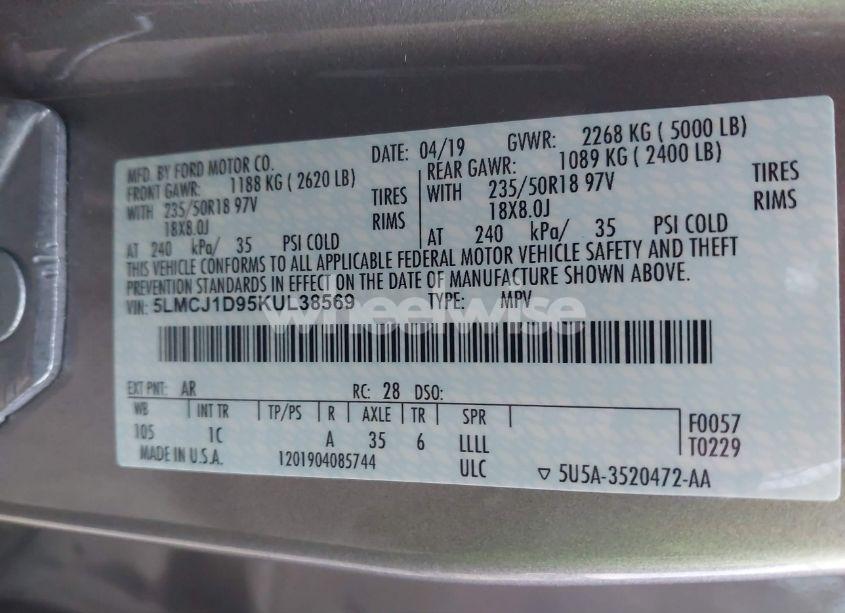 MFD. BY FORD MOTOR CO. DATE: 04/19 GVWR: 2268 KG ( 5000 LB)
FRONT GAWR: 1188 KG ( 2620 LB) REAR GAWR: 1089 KG ( 2400 LB)
WITH 235/50R18 97V TIRES WITH 235/50R18 97V TIRES
18X8.0J RIMS 18X8.0J RIMS
AT 240 kPa/ 35 PSI COLD AT 240 kPa/ 35 PSI COLD
THIS VEHICLE CONFORMS TO ALL APPLICABLE FEDERAL MOTOR VEHICLE SAFETY AND THEFT
PREVENTION STANDARDS IN EFFECT ON THE DATE OF MANUFACTURE SHOWN ABOVE.
VIN: 5LMCJ1D95KUL38569 TYPE: MPV
wheelwise
EXT PNT: AR RC: 28 DSO:
WB INT TR TP/PS R AXLE TR SPR F0057
105 1C A 35 6 LLLL T0229
MADE IN U.S.A. 1201904085744 ULC ▽ 5U5A-3520472-AA